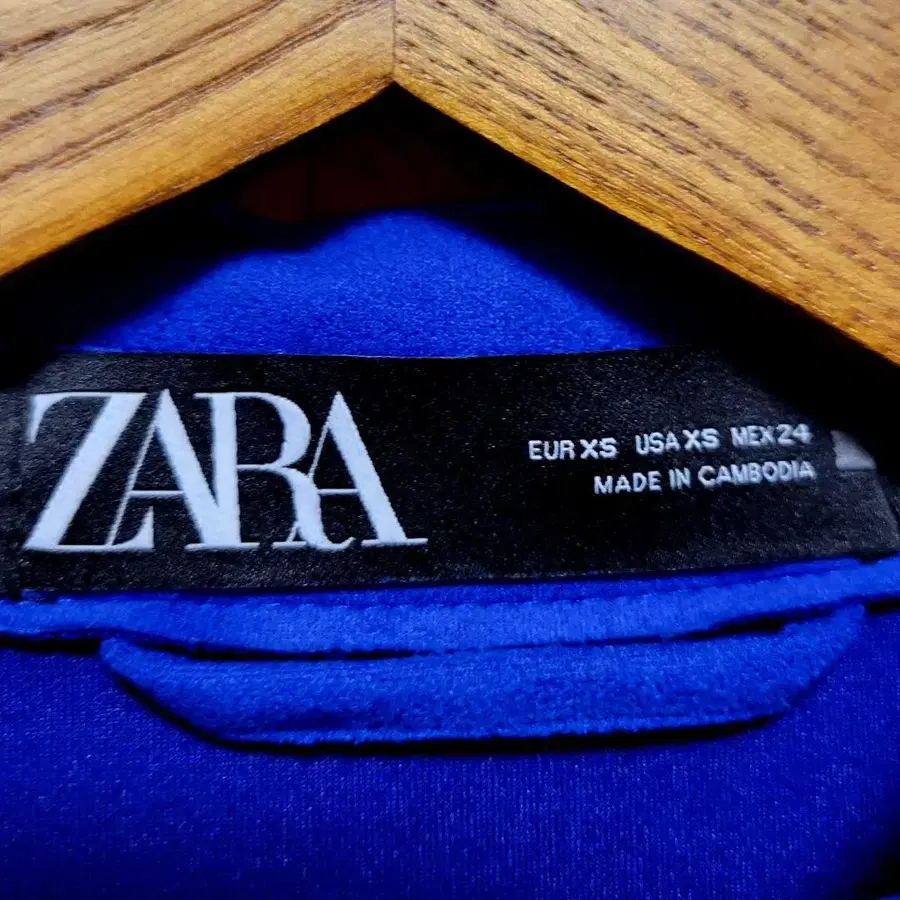 ZARA
EUR XS USA XS MEX 24
MADE IN CAMBODIA